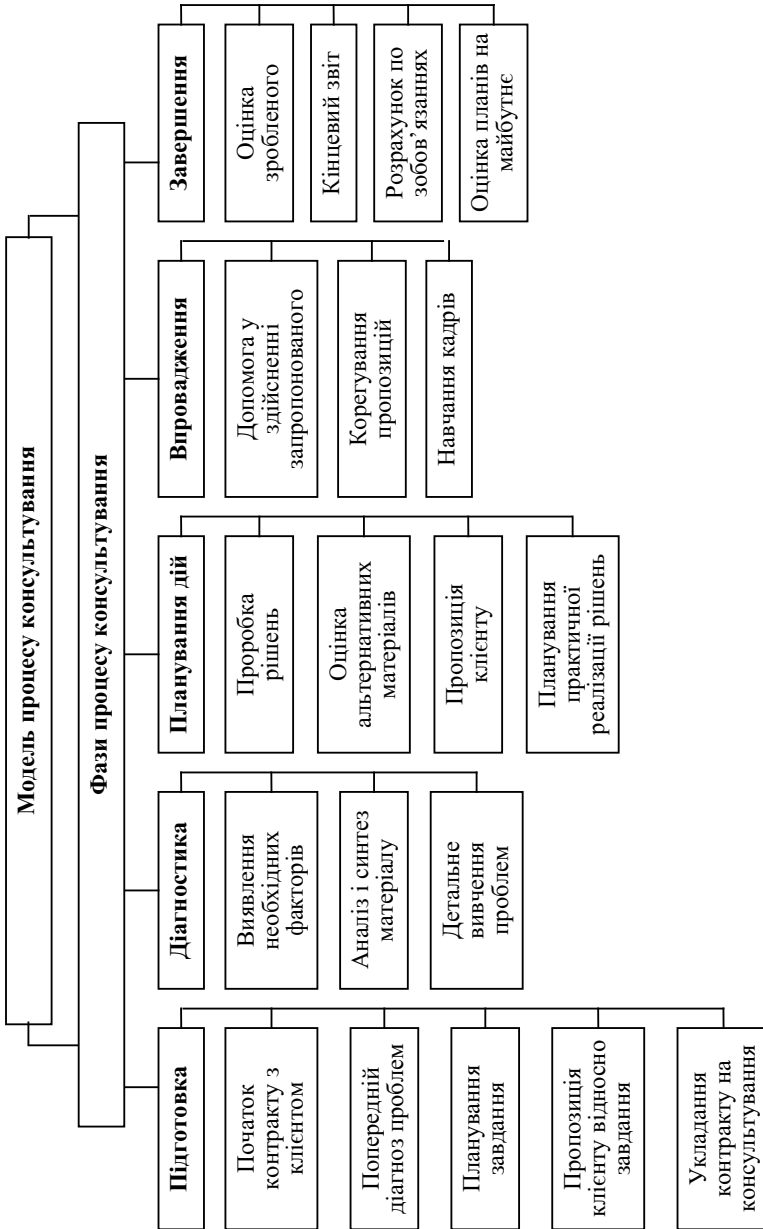 Модель процесу консультування
Фази процесу консультування
Підготовка
Початок
контракту з
клієнтом
Попередній
діагноз проблем
Планування
завдання
Пропозиція
клієнту відносно
завдання
Укладання
контракту на
консультування
Діагностика
Виявлення
необхідних
факторів
Аналіз і синтез
матеріалу
Детальне
вивчення
проблем
Планування дій
Проробка
рішень
Оцінка
альтернативних
матеріалів
Пропозиція
клієнту
Планування
практичної
реалізації рішень
Впровадження
Допомога у
здійсненні
запропонованого
Корегування
пропозицій
Навчання кадрів
Завершення
Оцінка
зробленого
Кінцевий звіт
Розрахунок по
зобов’язаннях
Оцінка планів на
майбутнє